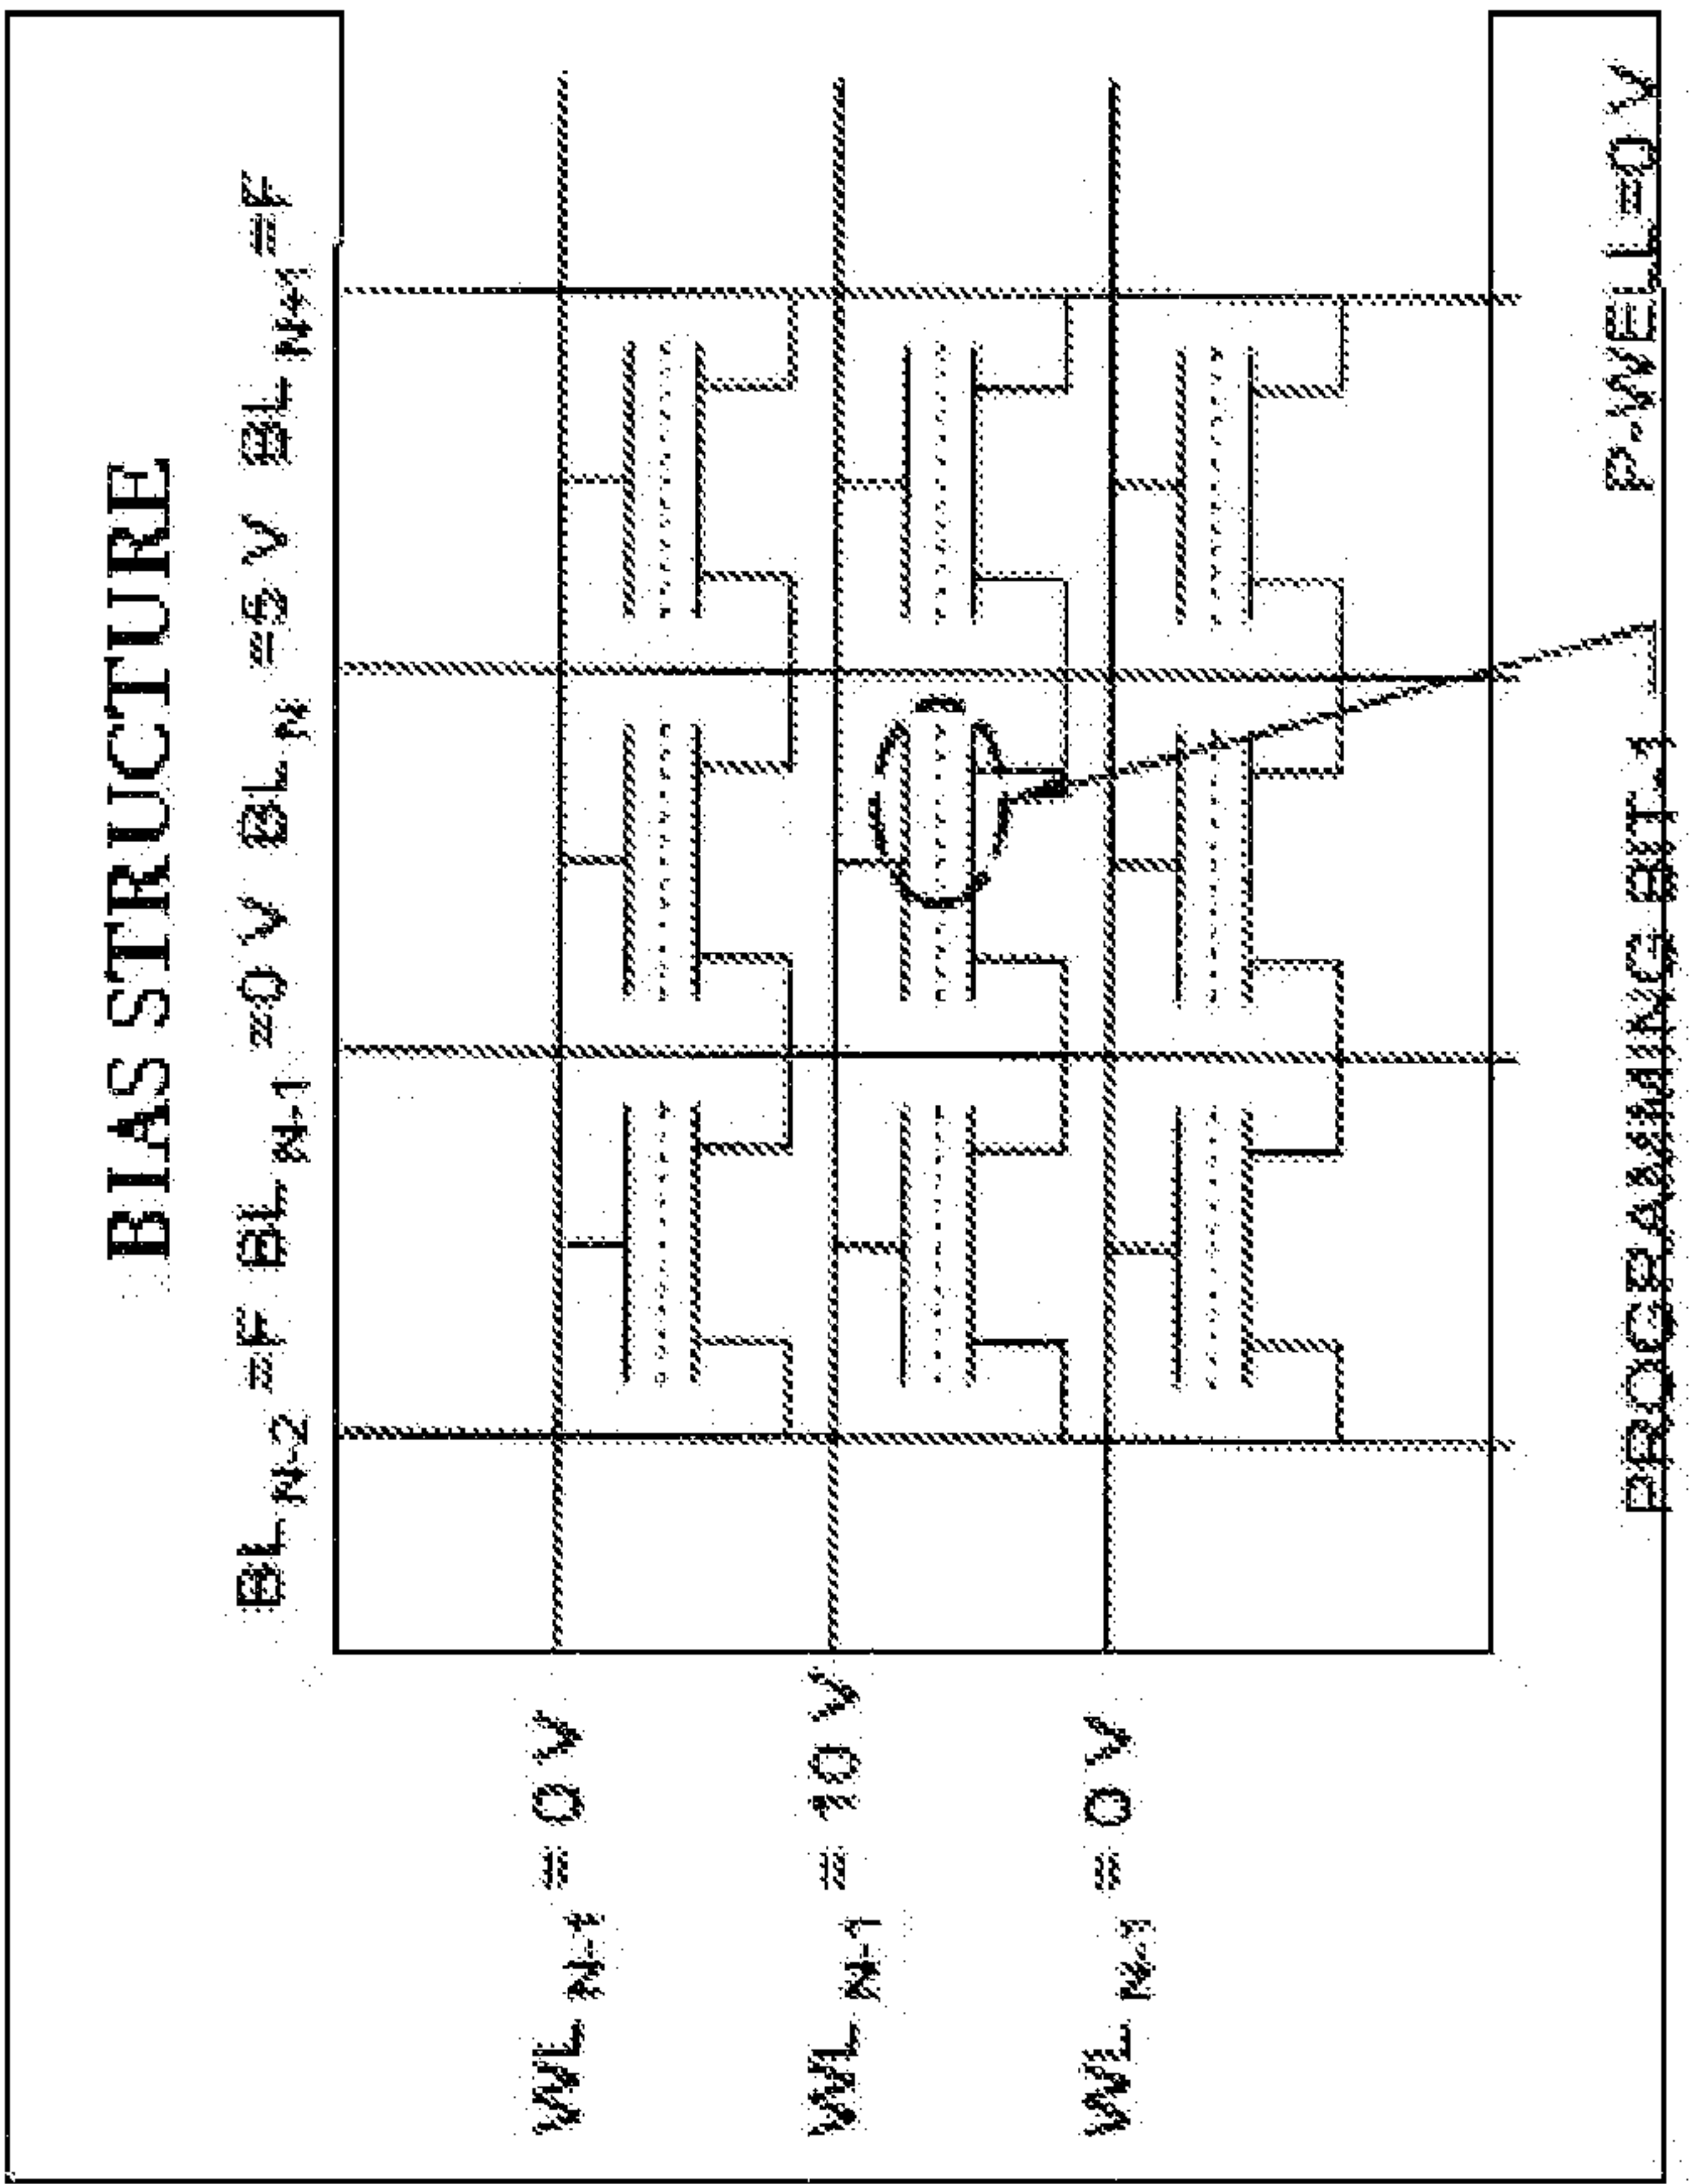 BIAS STRUCTURE
BL N-2 =F BL N-1 =0 V BL N =5 V BL N+1 =F
WL N-1 = 0 V
WL N-1 = 10 V
WL N-1 = 0 V
PROGRAMMING BIT-1 P-WELL=0 V